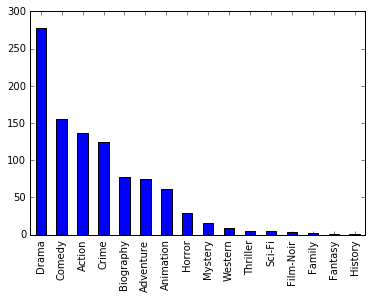 300
250
200
150
100
50
0
Drama
Comedy
Action
Crime
Biography
Adventure
Animation
Horror
Mystery
Western
Thriller
Sci-Fi
Film-Noir
Family
Fantasy
History